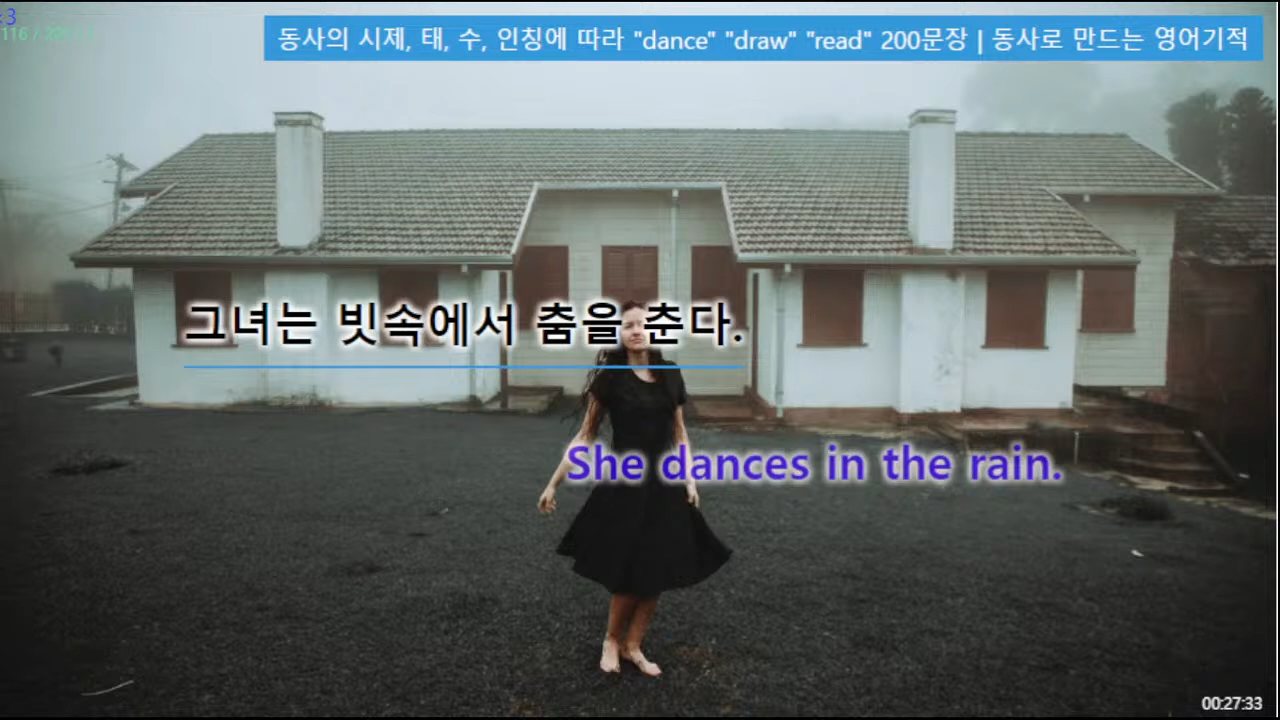 동사의 시제, 태, 수, 인칭에 따라 "dance" "draw" "read" 200문장 | 동사로 만드는 영어기적
그녀는 빗속에서 춤을 춘다.
She dances in the rain.
00:27:33